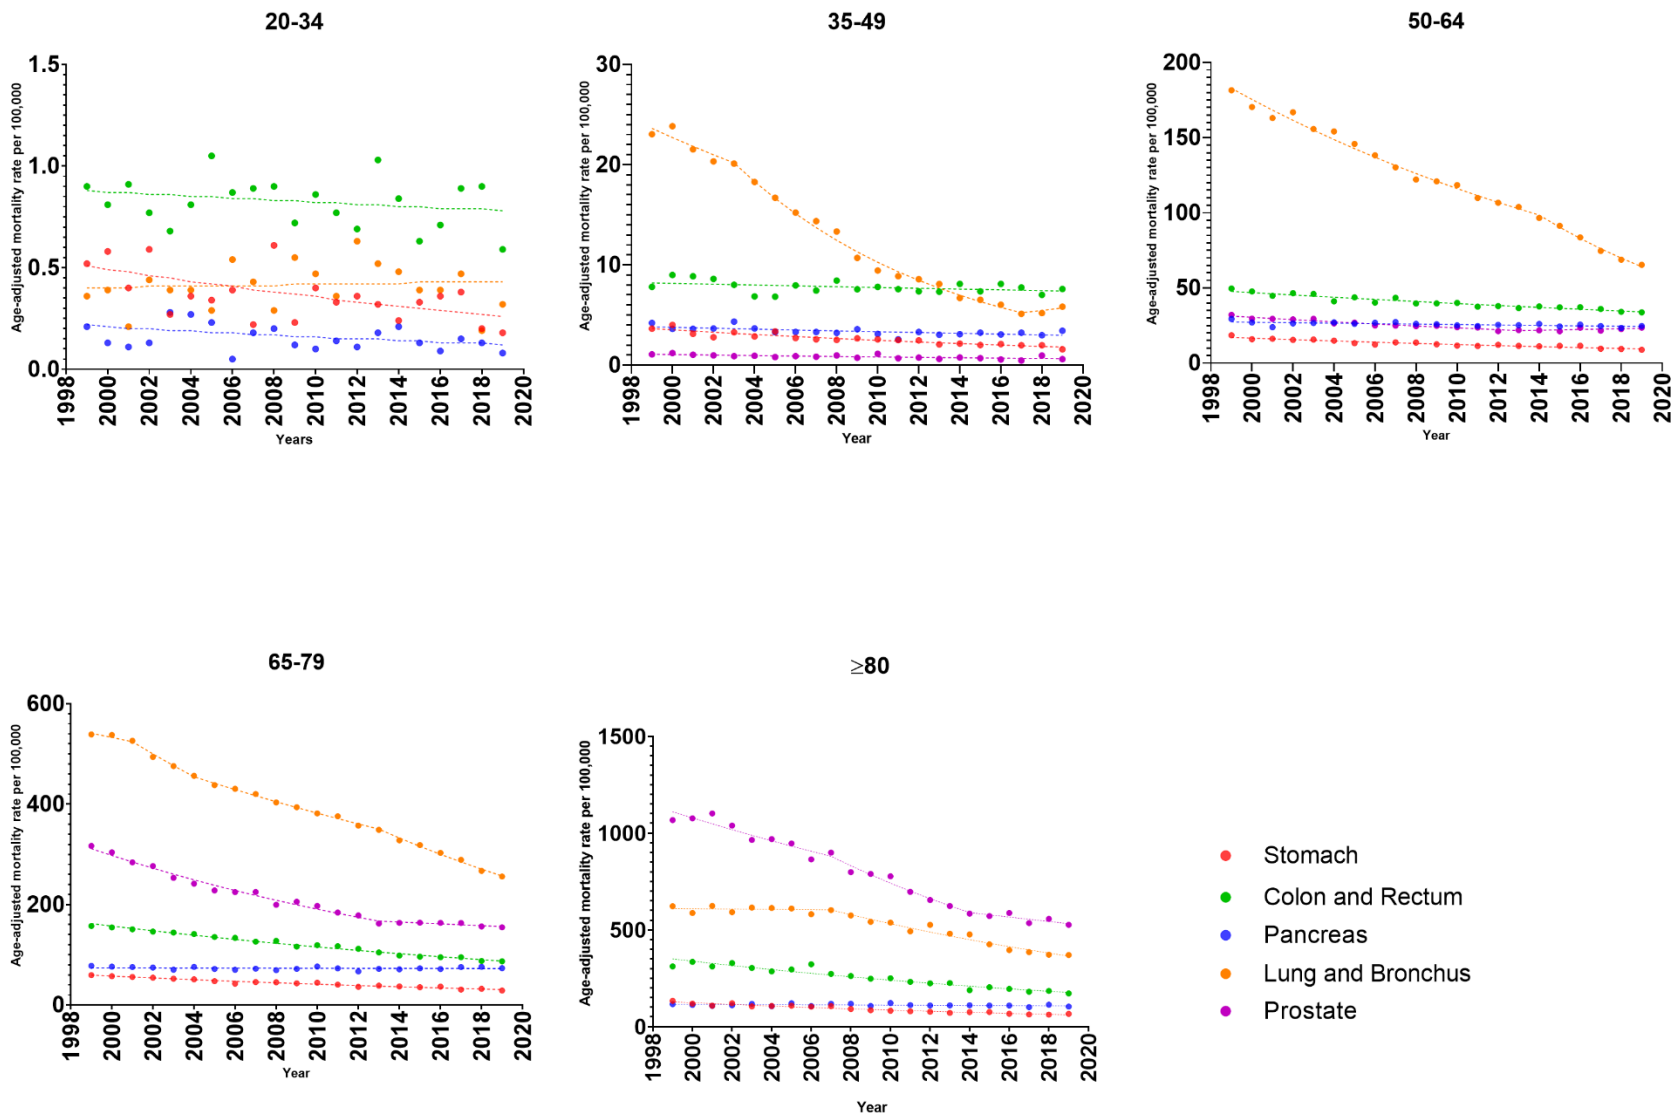 20-34
Age-adjusted mortality rate per 100,000
1.5
1.0
0.5
0.0
1998 2000 2002 2004 2006 2008 2010 2012 2014 2016 2018 2020
Years
35-49
Age-adjusted mortality rate per 100,000
30
20
10
0
1998 2000 2002 2004 2006 2008 2010 2012 2014 2016 2018 2020
Year
50-64
Age-adjusted mortality rate per 100,000
200
150
100
50
0
1998 2000 2002 2004 2006 2008 2010 2012 2014 2016 2018 2020
Year
65-79
Age-adjusted mortality rate per 100,000
600
400
200
0
1998 2000 2002 2004 2006 2008 2010 2012 2014 2016 2018 2020
Year
≥80
Age-adjusted mortality rate per 100,000
1500
1000
500
0
1998 2000 2002 2004 2006 2008 2010 2012 2014 2016 2018 2020
Year
Stomach
Colon and Rectum
Pancreas
Lung and Bronchus
Prostate